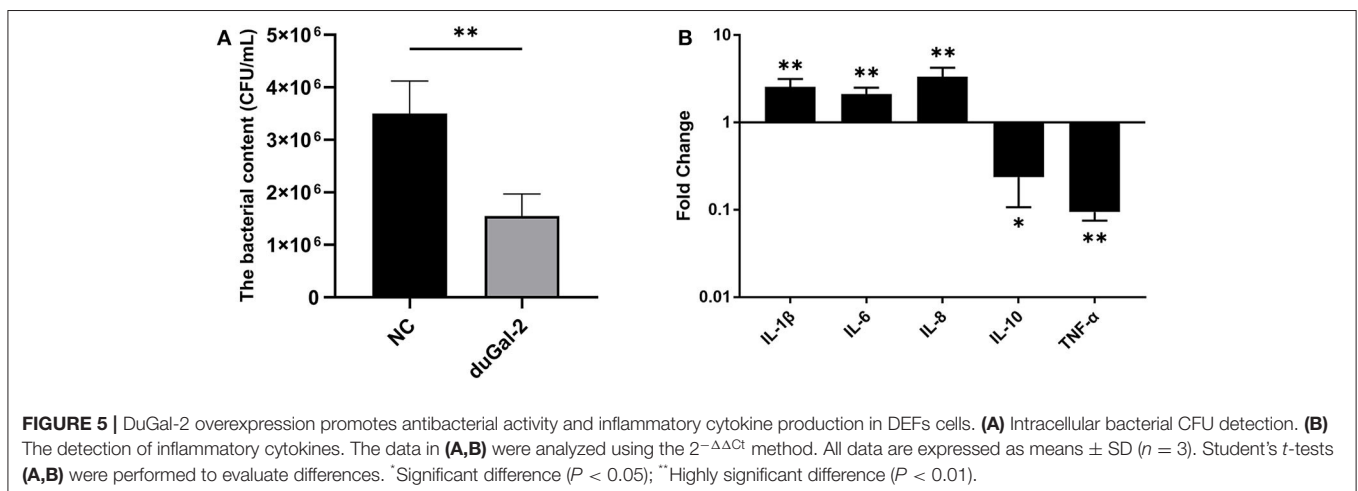 A
The bacterial content (CFU/mL)
5×10⁶
4×10⁶
3×10⁶
2×10⁶
1×10⁶
0
**
NC
duGal-2
B
Fold Change
10
1
0.1
0.01
**
**
**
*
**
IL-1β
IL-6
IL-8
IL-10
TNF-α
FIGURE 5 | DuGal-2 overexpression promotes antibacterial activity and inflammatory cytokine production in DEFs cells. (A) Intracellular bacterial CFU detection. (B)
The detection of inflammatory cytokines. The data in (A,B) were analyzed using the 2^−ΔΔCt method. All data are expressed as means ± SD (n = 3). Student's t-tests
(A,B) were performed to evaluate differences. *Significant difference (P < 0.05); **Highly significant difference (P < 0.01).